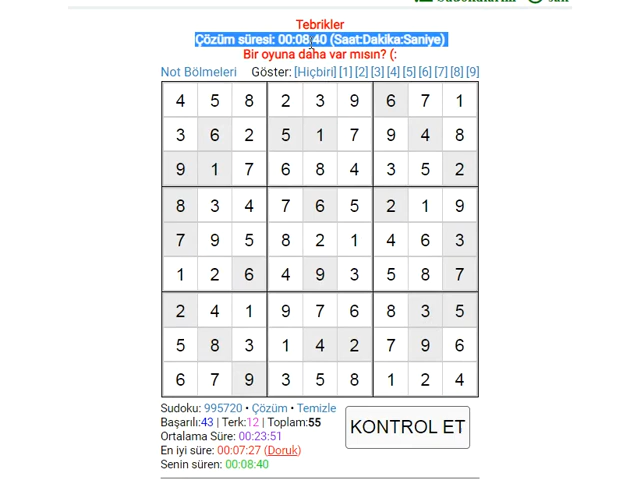 Tebrikler
Çözüm süresi: 00:08:40 (Saat:Dakika:Saniye)
Bir oyuna daha var mısın? (:
Not Bölmeleri Göster: [Hiçbiri] [1] [2] [3] [4] [5] [6] [7] [8] [9]
4 5 8 2 3 9 6 7 1
3 6 2 5 1 7 9 4 8
9 1 7 6 8 4 3 5 2
8 3 4 7 6 5 2 1 9
7 9 5 8 2 1 4 6 3
1 2 6 4 9 3 5 8 7
2 4 1 9 7 6 8 3 5
5 8 3 1 4 2 7 9 6
6 7 9 3 5 8 1 2 4
Sudoku: 995720 • Çözüm • Temizle
Başarılı:43 | Terk:12 | Toplam:55
Ortalama Süre: 00:23:51
En iyi süre: 00:07:27 (Doruk)
Senin süren: 00:08:40
KONTROL ET